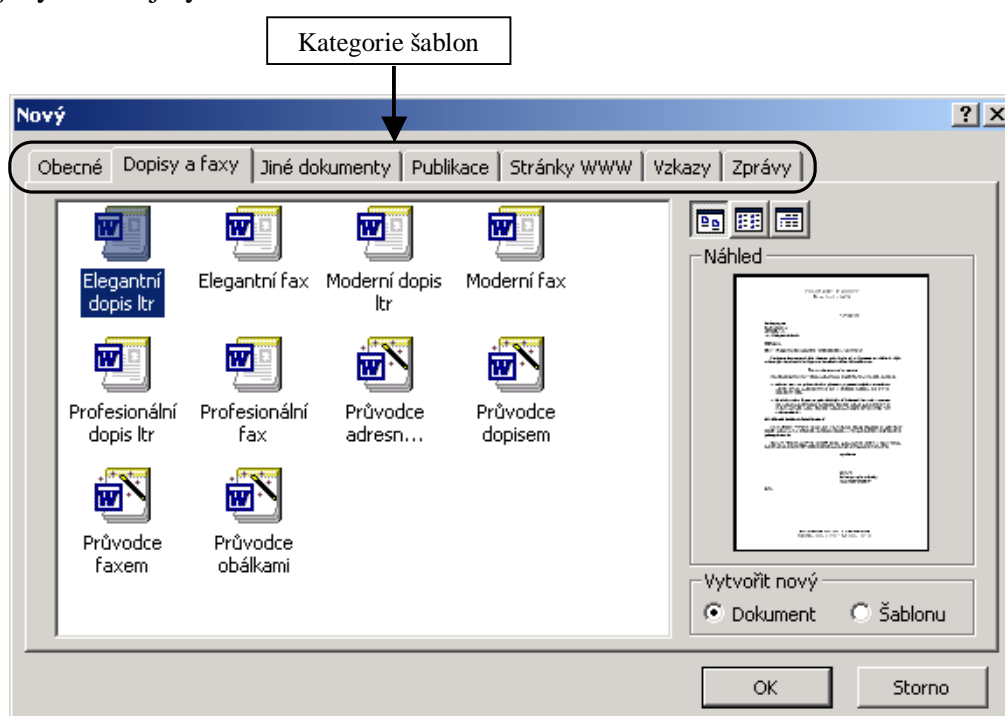 Kategorie šablon
Nový
Obecné Dopisy a faxy Jiné dokumenty Publikace Stránky WWW Vzkazy Zprávy
Elegantní dopis ltr
Elegantní fax
Moderní dopis ltr
Moderní fax
Profesionální dopis ltr
Profesionální fax
Průvodce adresn...
Průvodce dopisem
Průvodce faxem
Průvodce obálkami
Náhled
Vytvořit nový
Dokument Šablonu
OK Storno